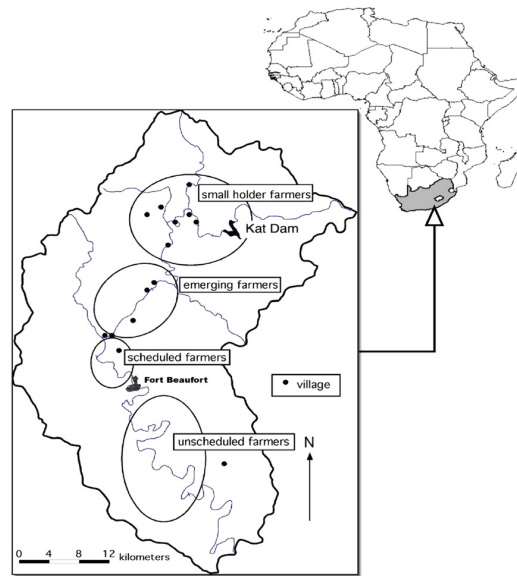 small holder farmers
Kat Dam
emerging farmers
scheduled farmers
Fort Beaufort
village
unscheduled farmers
N
0 4 8 12 kilometers